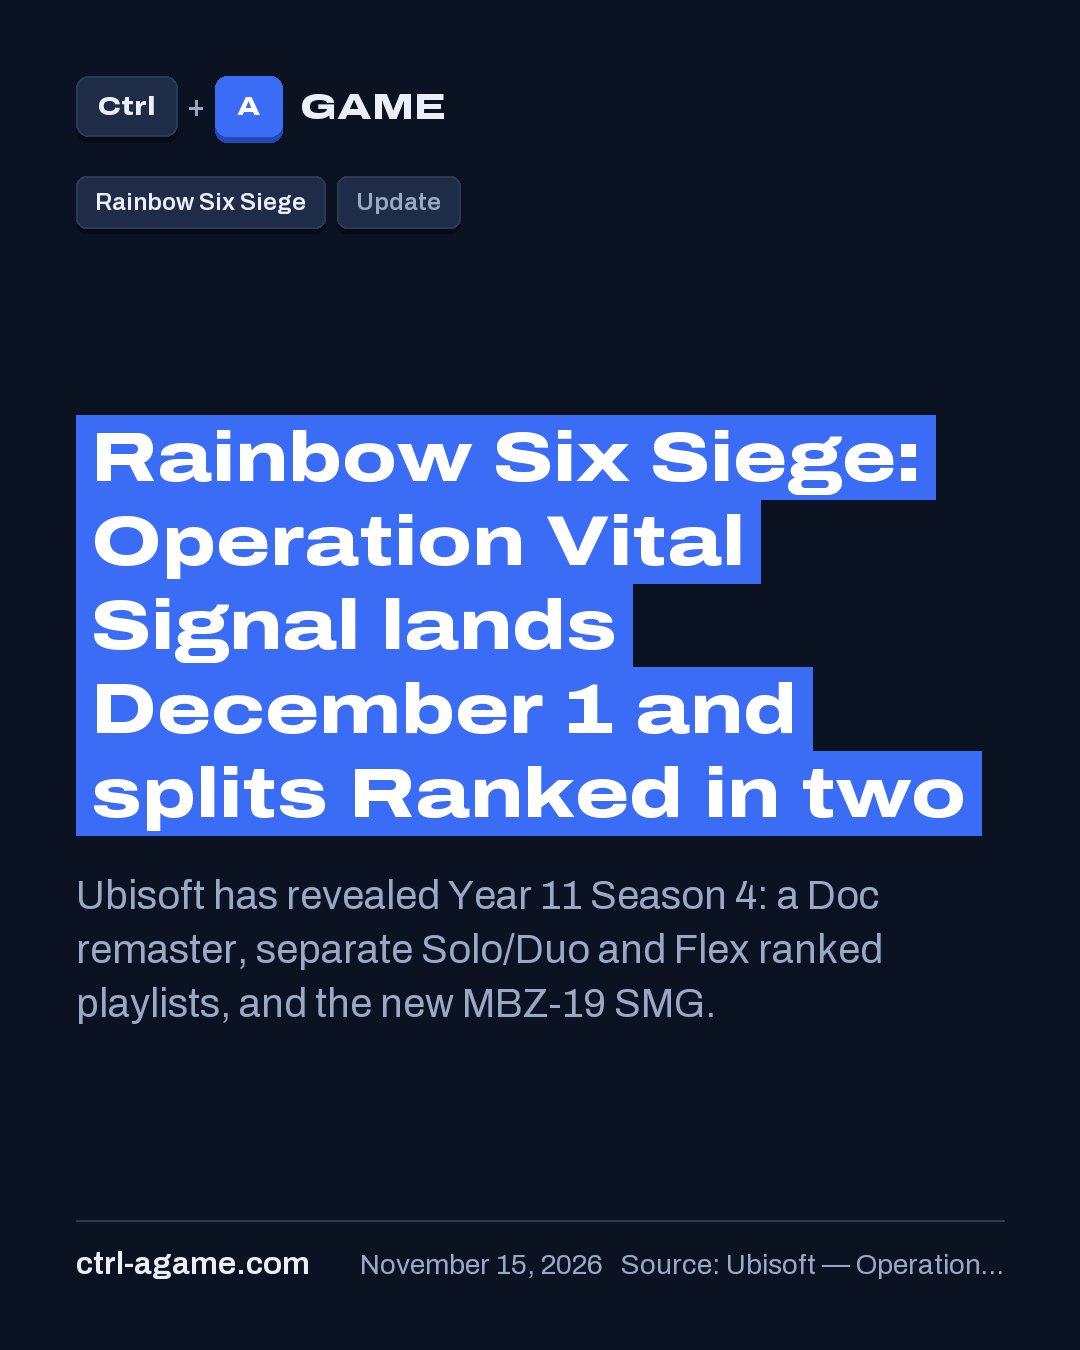 Ctrl + A GAME
Rainbow Six Siege Update
Rainbow Six Siege:
Operation Vital
Signal lands
December 1 and
splits Ranked in two
Ubisoft has revealed Year 11 Season 4: a Doc
remaster, separate Solo/Duo and Flex ranked
playlists, and the new MBZ-19 SMG.
ctrl-agame.com November 15, 2026 Source: Ubisoft — Operation...